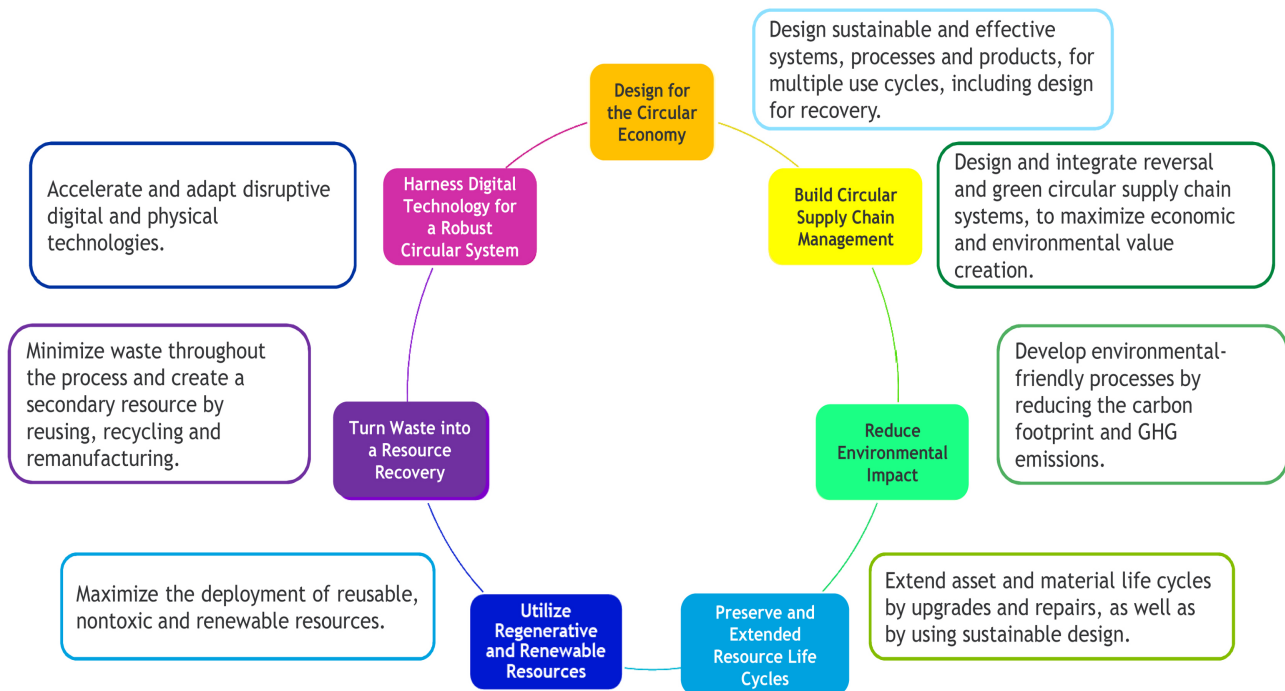 Design for
the Circular
Economy
Design sustainable and effective
systems, processes and products, for
multiple use cycles, including design
for recovery.
Build Circular
Supply Chain
Management
Design and integrate reversal
and green circular supply chain
systems, to maximize economic
and environmental value
creation.
Reduce
Environmental
Impact
Develop environmental-
friendly processes by
reducing the carbon
footprint and GHG
emissions.
Preserve and
Extended
Resource Life
Cycles
Extend asset and material life cycles
by upgrades and repairs, as well as
by using sustainable design.
Utilize
Regenerative
and Renewable
Resources
Maximize the deployment of reusable,
nontoxic and renewable resources.
Turn Waste into
a Resource
Recovery
Minimize waste throughout
the process and create a
secondary resource by
reusing, recycling and
remanufacturing.
Harness Digital
Technology for
a Robust
Circular System
Accelerate and adapt disruptive
digital and physical
technologies.